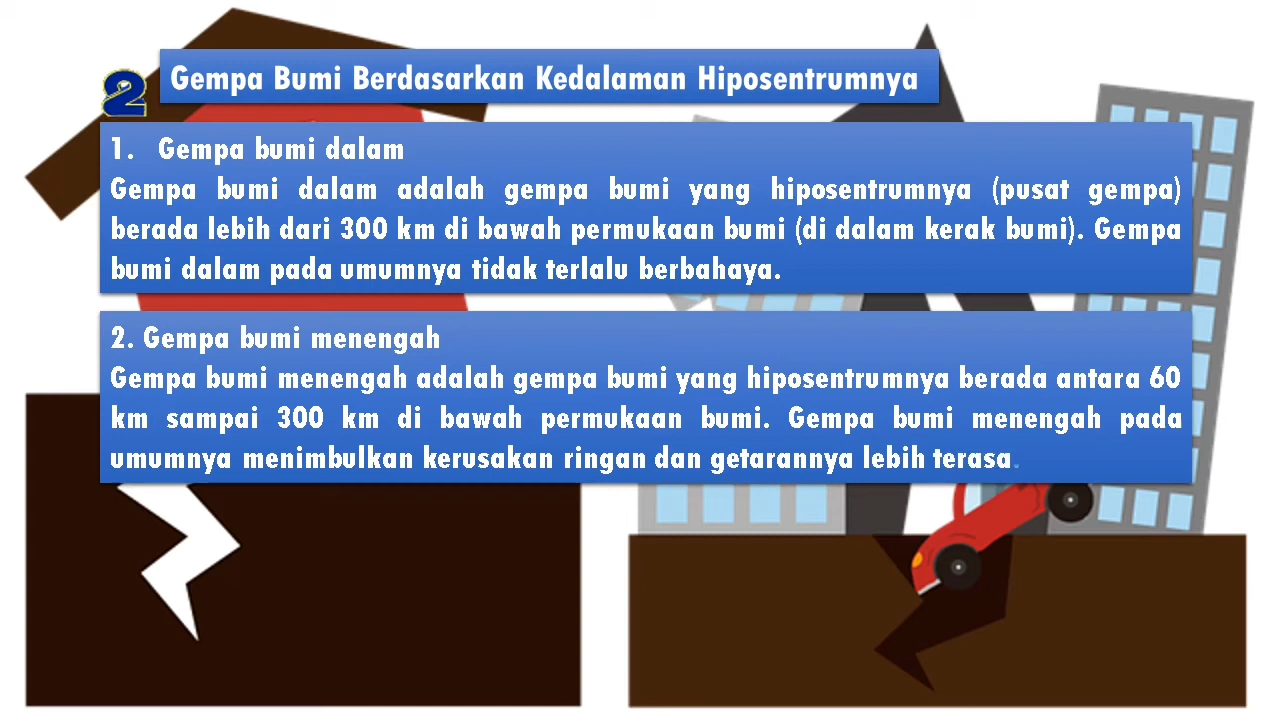 2
Gempa Bumi Berdasarkan Kedalaman Hiposentrumnya
1. Gempa bumi dalam
Gempa bumi dalam adalah gempa bumi yang hiposentrumnya (pusat gempa)
berada lebih dari 300 km di bawah permukaan bumi (di dalam kerak bumi). Gempa
bumi dalam pada umumnya tidak terlalu berbahaya.
2. Gempa bumi menengah
Gempa bumi menengah adalah gempa bumi yang hiposentrumnya berada antara 60
km sampai 300 km di bawah permukaan bumi. Gempa bumi menengah pada
umumnya menimbulkan kerusakan ringan dan getarannya lebih terasa.